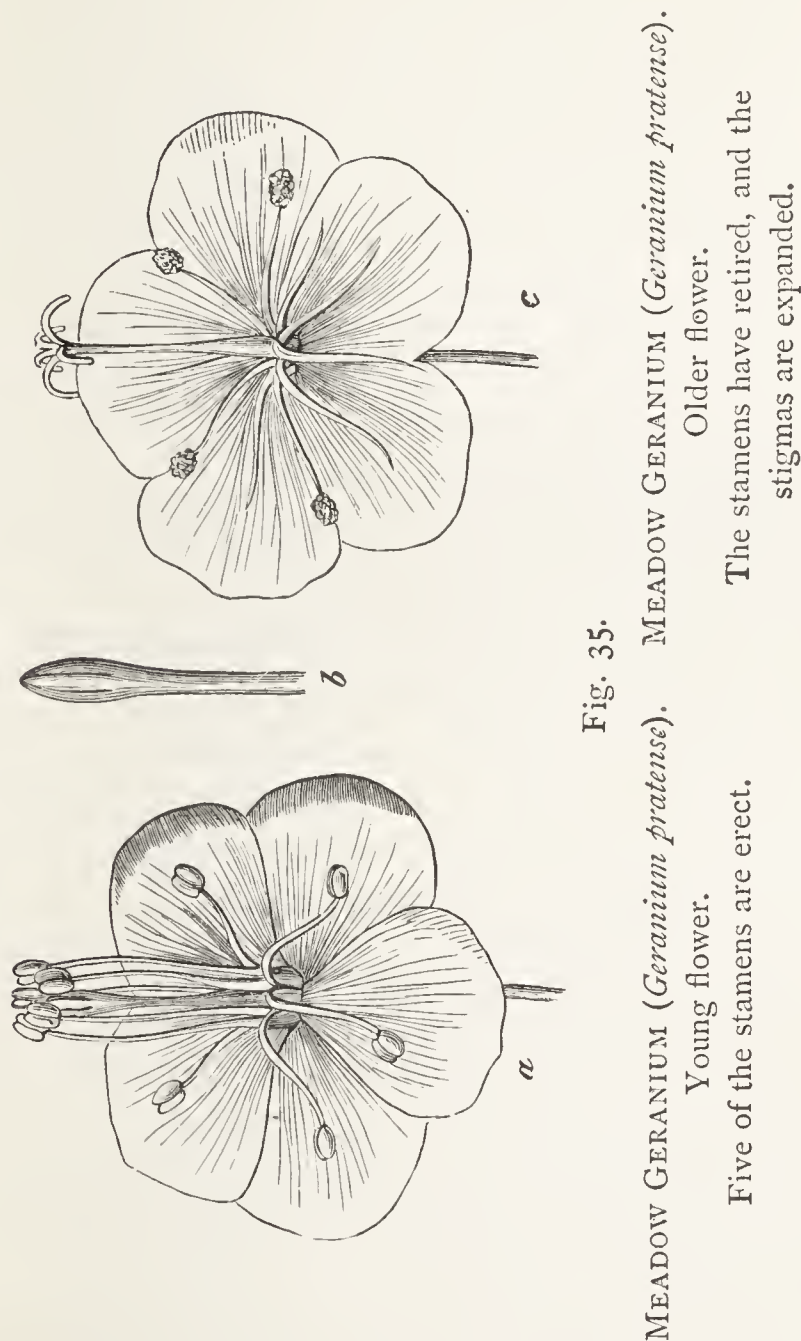 a
b
c
Fig. 35.
MEADOW GERANIUM (Geranium pratense).
Young flower.
Five of the stamens are erect.
MEADOW GERANIUM (Geranium pratense).
Older flower.
The stamens have retired, and the
stigmas are expanded.